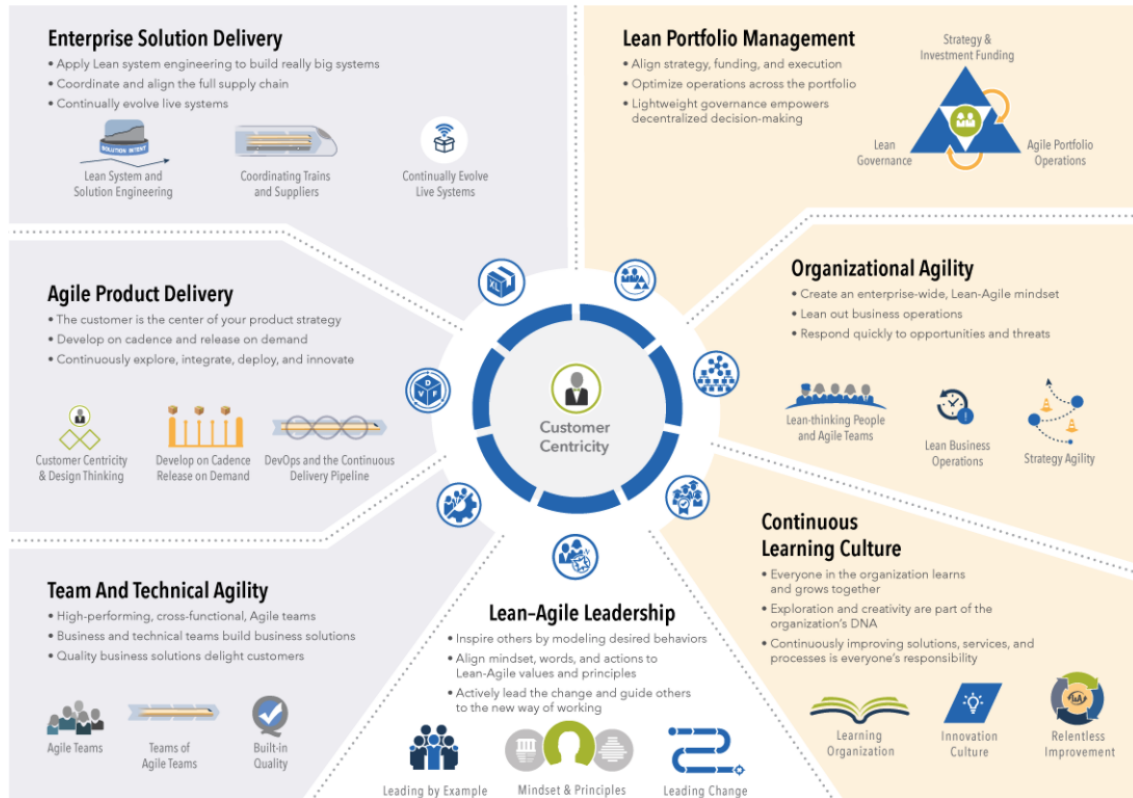 Enterprise Solution Delivery
• Apply Lean system engineering to build really big systems
• Coordinate and align the full supply chain
• Continually evolve live systems
SOLUTION INTENT
Lean System and
Solution Engineering
Coordinating Trains
and Suppliers
Continually Evolve
Live Systems
Lean Portfolio Management
• Align strategy, funding, and execution
• Optimize operations across the portfolio
• Lightweight governance empowers
decentralized decision-making
Strategy &
Investment Funding
Lean
Governance
Agile Portfolio
Operations
Agile Product Delivery
• The customer is the center of your product strategy
• Develop on cadence and release on demand
• Continuously explore, integrate, deploy, and innovate
Customer Centricity
& Design Thinking
Develop on Cadence
Release on Demand
DevOps and the Continuous
Delivery Pipeline
XL
D
V F
Customer
Centricity
Organizational Agility
• Create an enterprise-wide, Lean-Agile mindset
• Lean out business operations
• Respond quickly to opportunities and threats
Lean-thinking People
and Agile Teams
Lean Business
Operations
Strategy Agility
Team And Technical Agility
• High-performing, cross-functional, Agile teams
• Business and technical teams build business solutions
• Quality business solutions delight customers
Agile Teams
Teams of
Agile Teams
Built-in
Quality
Lean–Agile Leadership
• Inspire others by modeling desired behaviors
• Align mindset, words, and actions to
Lean-Agile values and principles
• Actively lead the change and guide others
to the new way of working
Leading by Example
Mindset & Principles
Leading Change
Continuous
Learning Culture
• Everyone in the organization learns
and grows together
• Exploration and creativity are part of the
organization's DNA
• Continuously improving solutions, services, and
processes is everyone's responsibility
Learning
Organization
Innovation
Culture
Relentless
Improvement